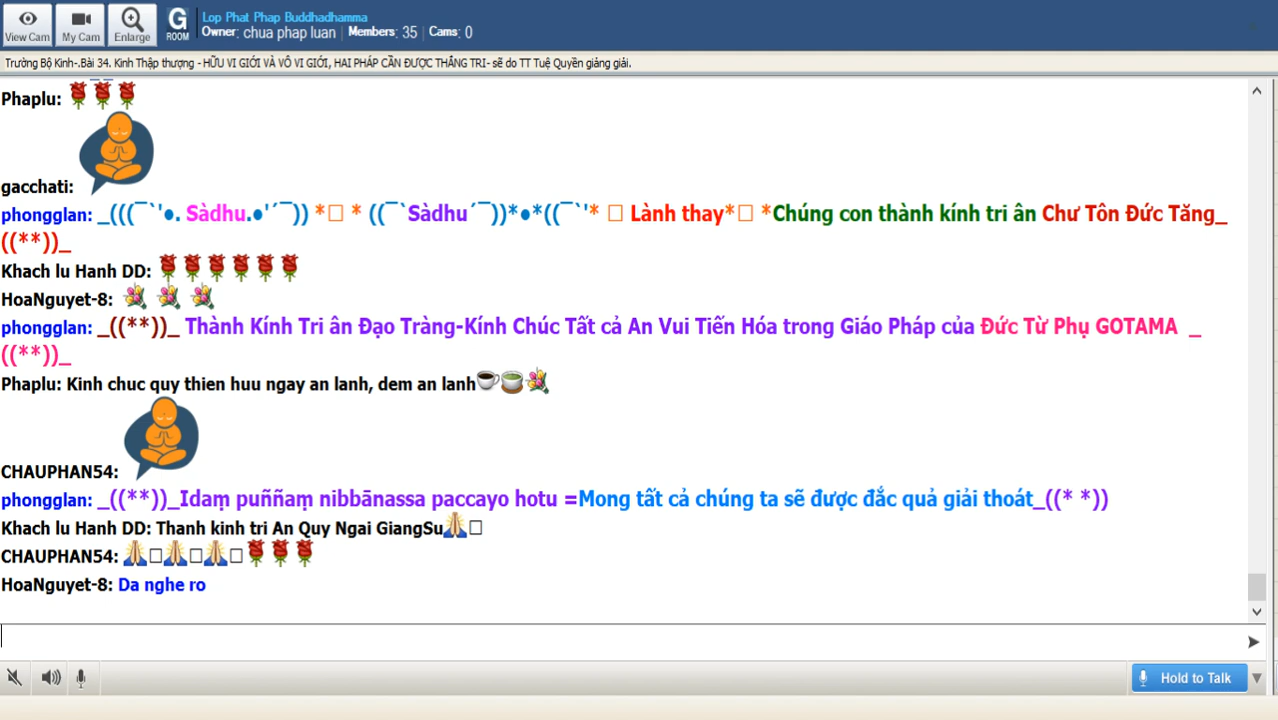 View Cam
My Cam
Enlarge
G
ROOM
Lop Phat Phap Buddhadhamma
Owner: chua phap luan | Members: 35 | Cams: 0
Trường Bộ Kinh-.Bài 34. Kinh Thập thượng - HỮU VI GIỚI VÀ VÔ VI GIỚI, HAI PHÁP CẦN ĐƯỢC THẮNG TRI- sẽ do TT Tuệ Quyền giảng giải.
Phaplu:
gacchati:
phongglan: _(((¯`'●. Sàdhu.●'´¯)) *□ * ((¯`Sàdhu´¯))*●*((¯`'* □ Lành thay*□ *Chúng con thành kính tri ân Chư Tôn Đức Tăng_
((**))_
Khach lu Hanh DD:
HoaNguyet-8:
phongglan: _((**))_ Thành Kính Tri ân Đạo Tràng-Kính Chúc Tất cả An Vui Tiến Hóa trong Giáo Pháp của Đức Từ Phụ GOTAMA _
((**))_
Phaplu: Kinh chuc quy thien huu ngay an lanh, dem an lanh
CHAUPHAN54:
phongglan: _((**))_Idaṃ puññaṃ nibbānassa paccayo hotu =Mong tất cả chúng ta sẽ được đắc quả giải thoát_((* *))
Khach lu Hanh DD: Thanh kinh tri An Quy Ngai GiangSu
CHAUPHAN54:
HoaNguyet-8: Da nghe ro
Hold to Talk